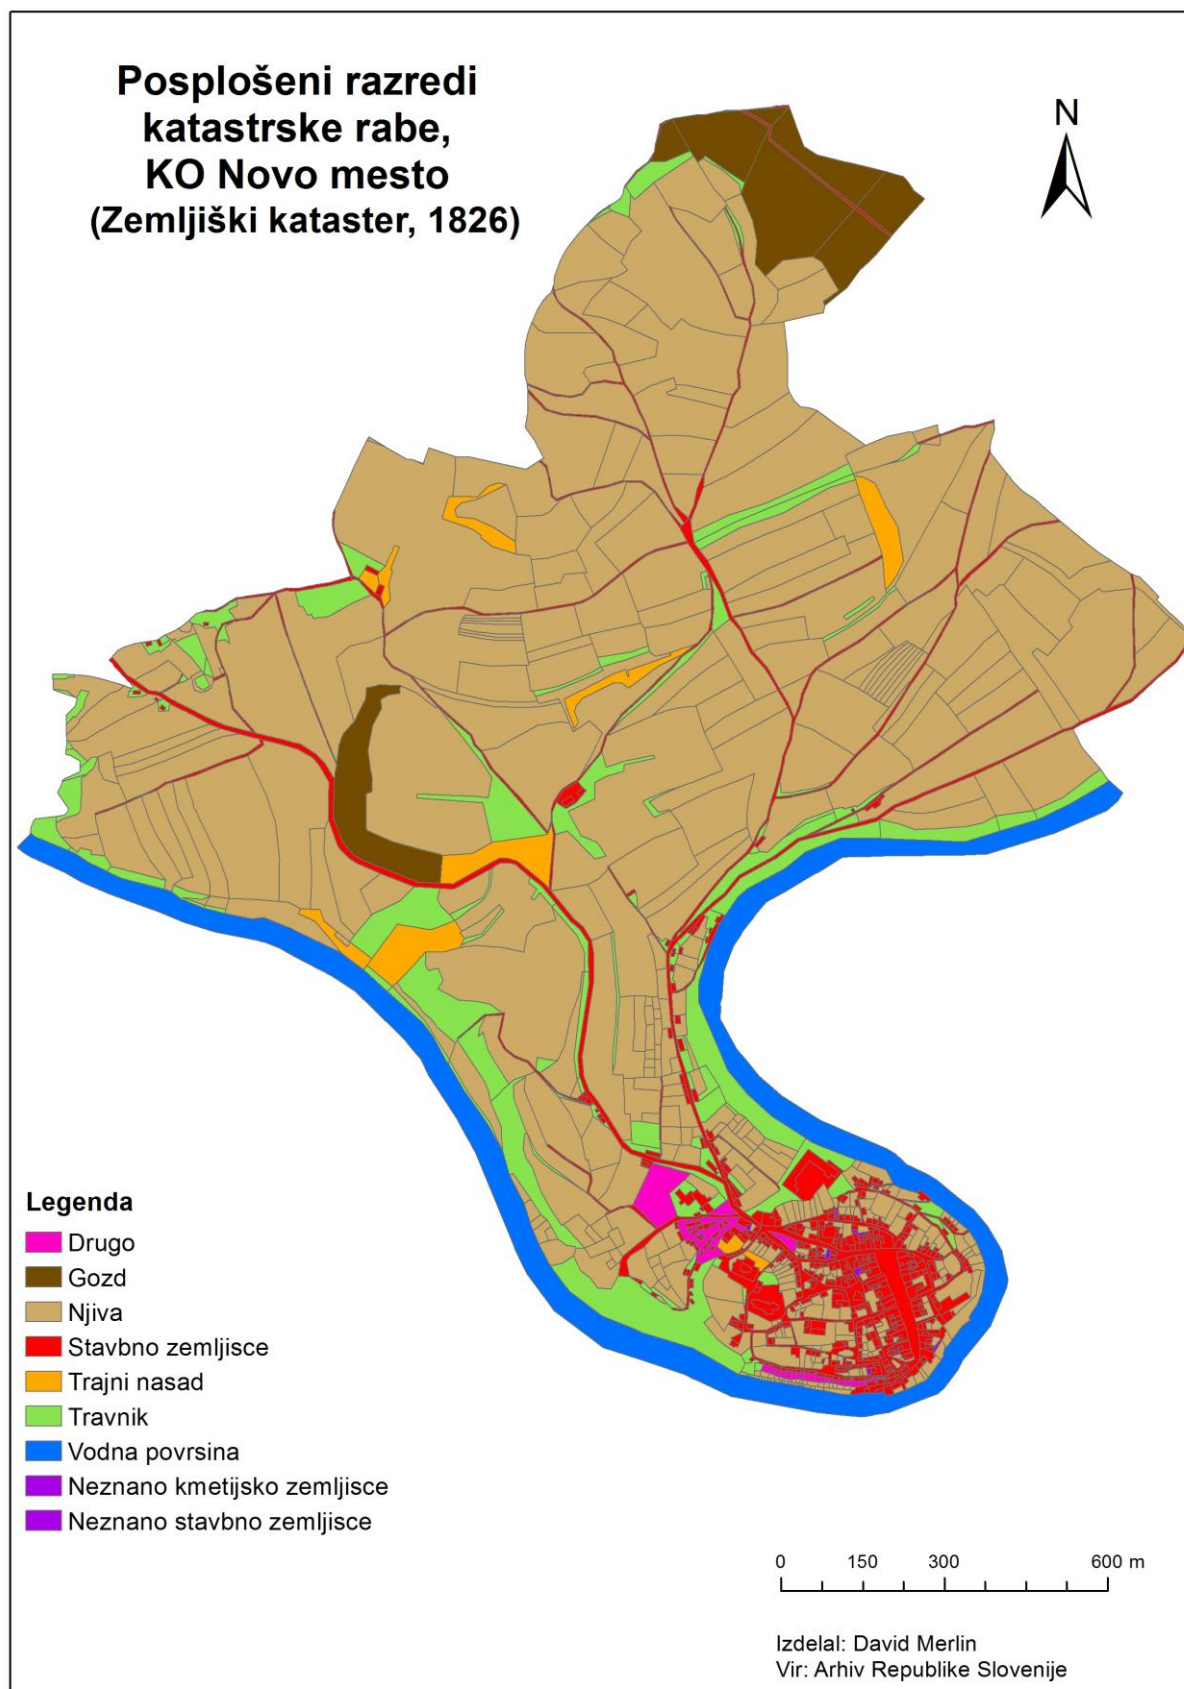 Posplošeni razredi
katastrske rabe,
KO Novo mesto
(Zemljiški kataster, 1826)
N
Legenda
Drugo
Gozd
Njiva
Stavbno zemljisce
Trajni nasad
Travnik
Vodna povrsina
Neznano kmetijsko zemljisce
Neznano stavbno zemljisce
0 150 300 600 m
Izdelal: David Merlin
Vir: Arhiv Republike Slovenije